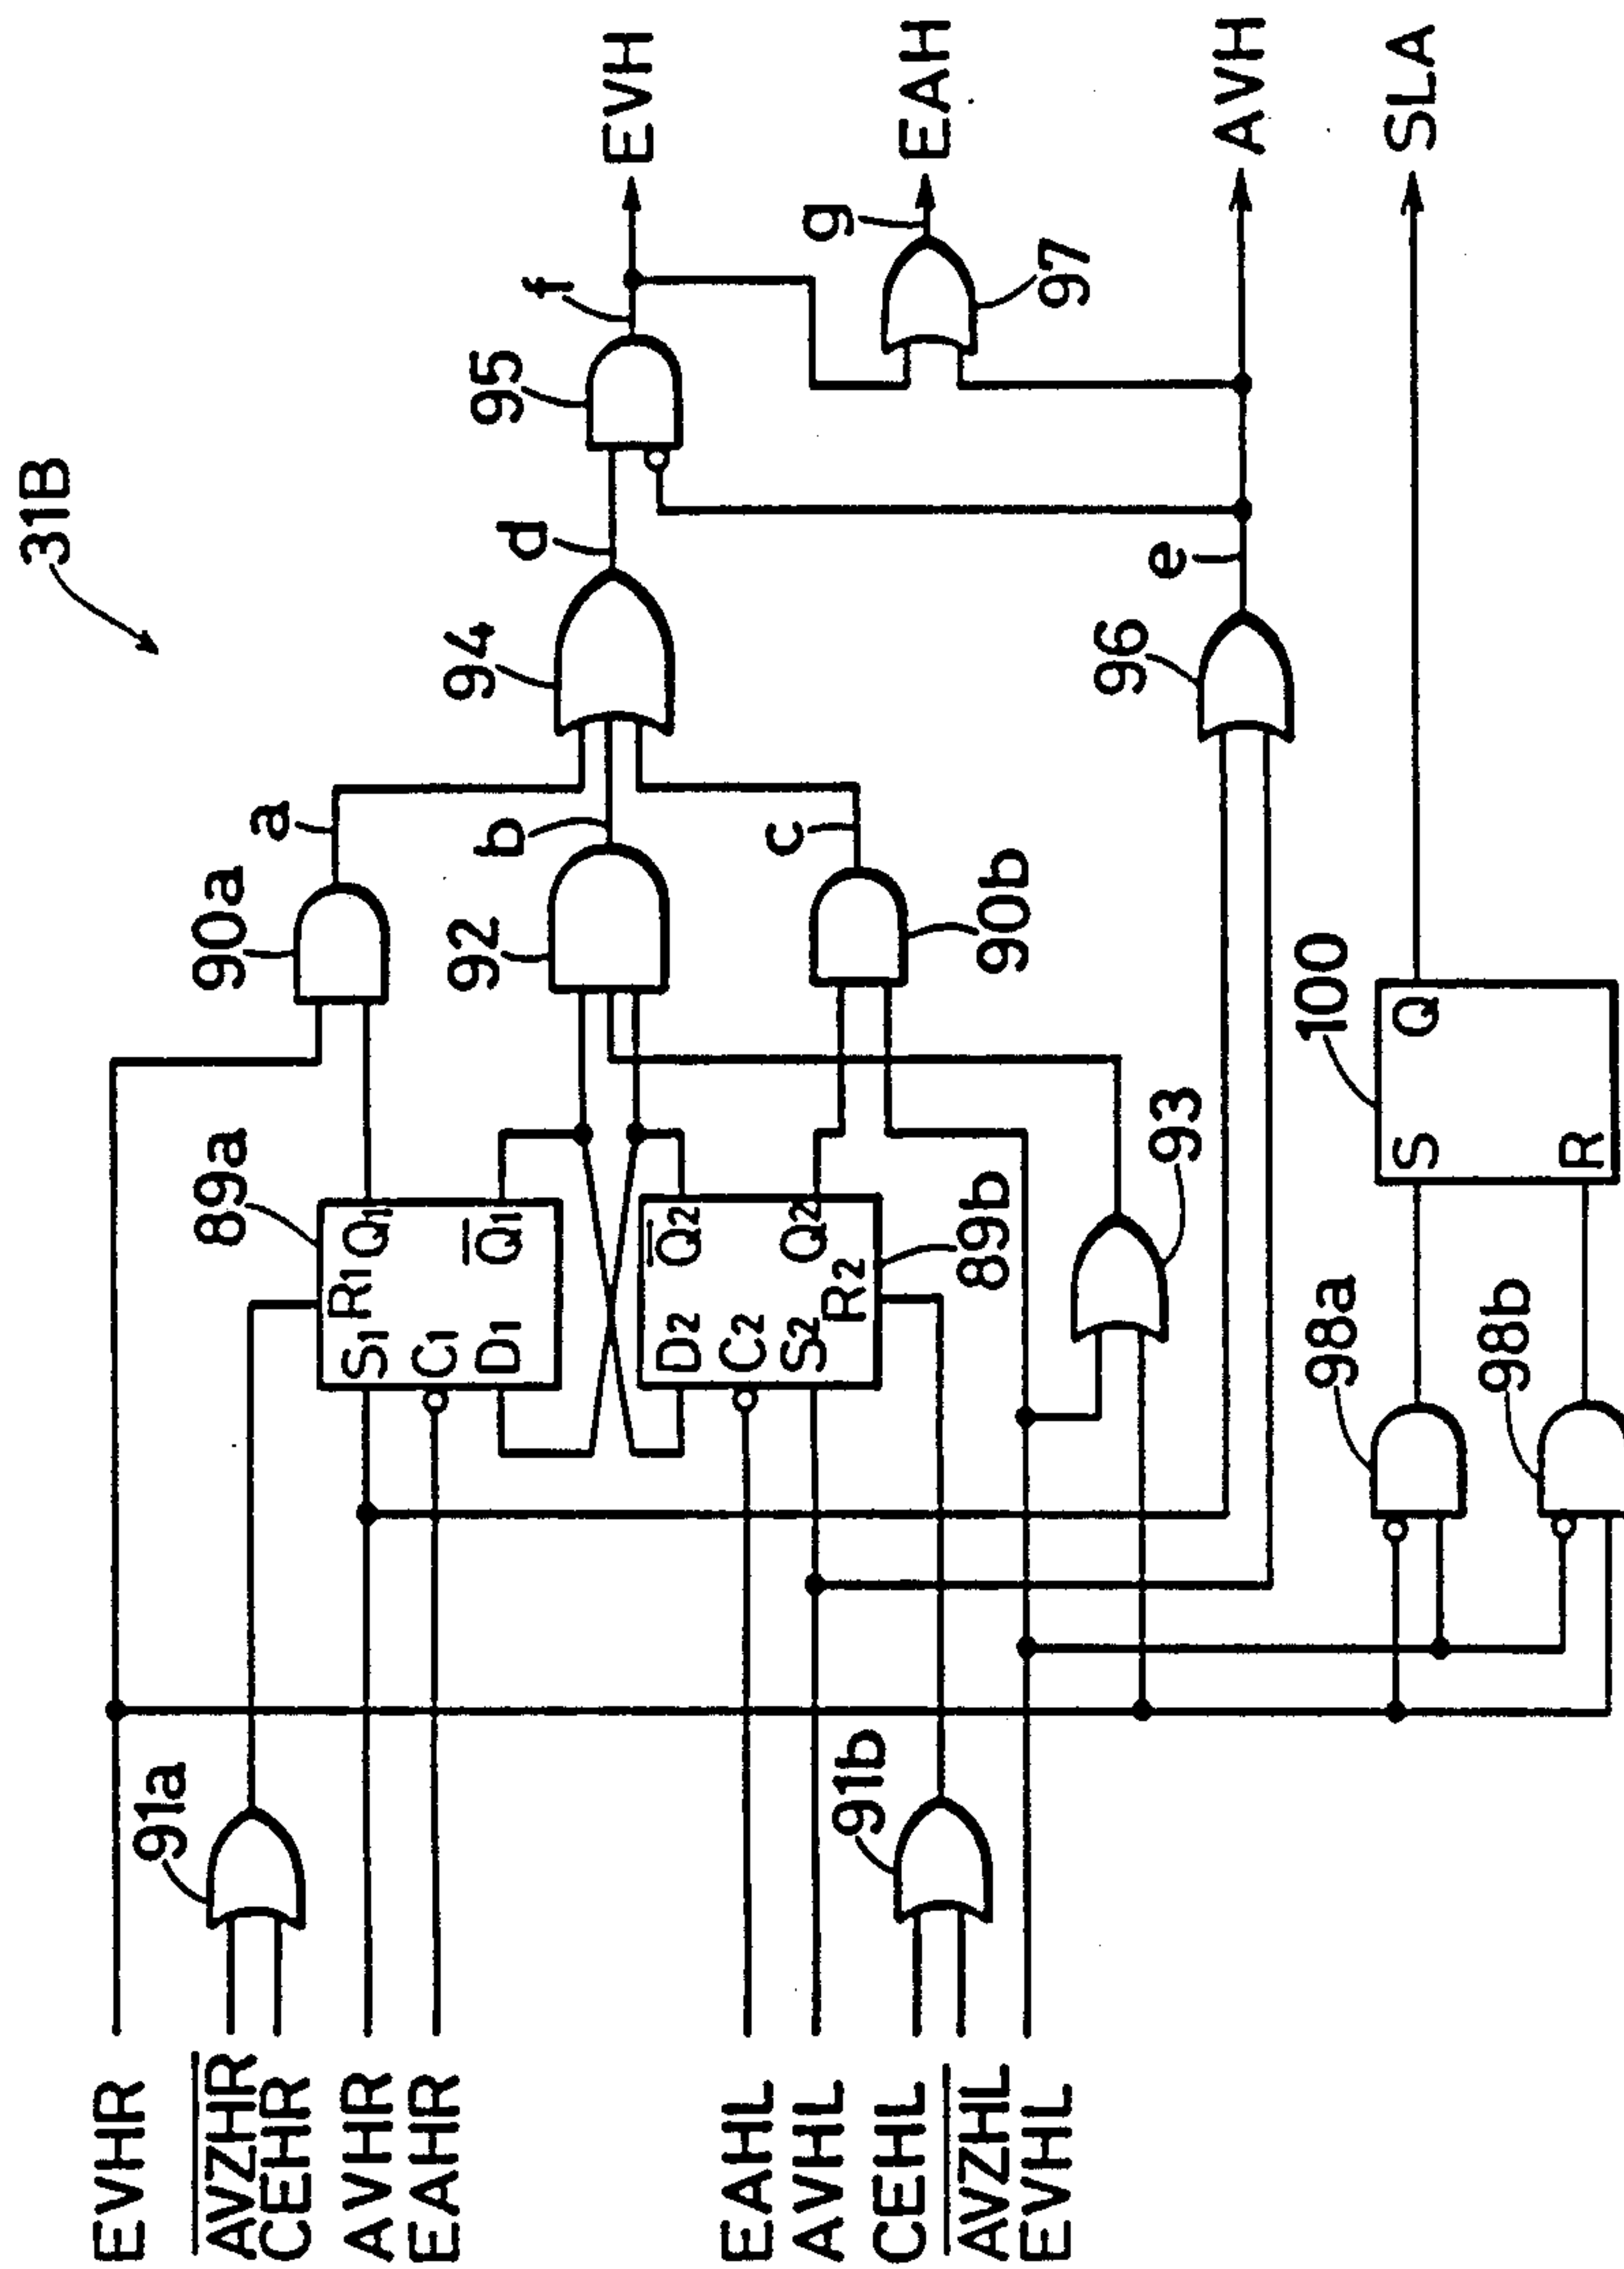 31B
EVHR
AVZHR
CEHR
AVHR
EAHR
EAHL
AVHL
CEHL
AVZHL
EVHL
91a
91b
89a
R1
S1
Q1
C1
D1
Q1
D2
Q2
C2
S2
Q2
R2
89b
90a
a
92
b
90b
c
93
94
d
95
f
96
e
97
g
98a
98b
100
S
Q
R
EVH
EAH
AVH
SLA